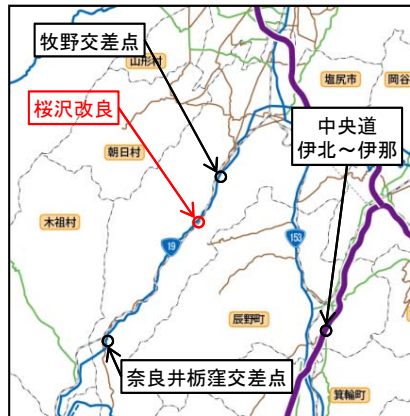 牧野交差点
山形村
塩尻市
岡谷
桜沢改良
中央道
伊北～伊那
朝日村
木祖村
19
153
辰野町
奈良井栃窪交差点
箕輪町